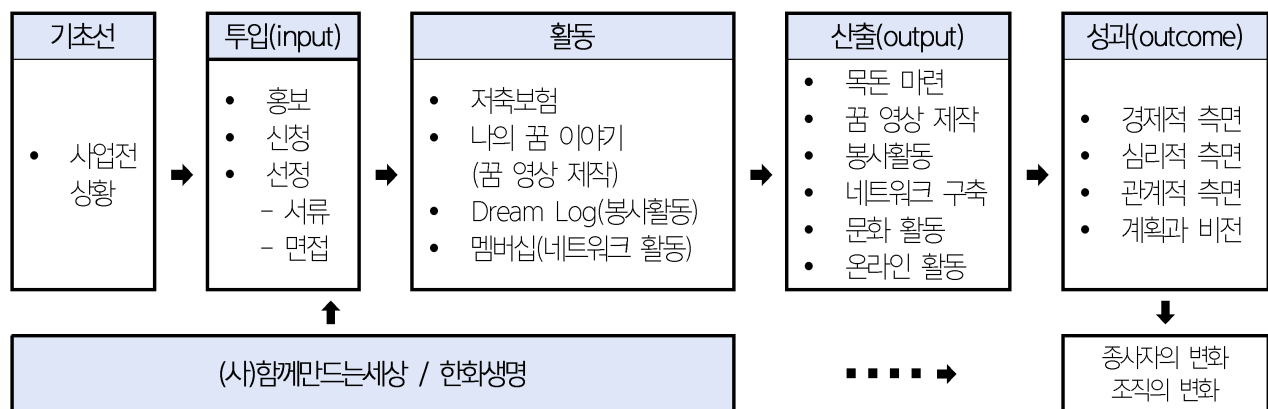 기초선
• 사업전
상황
투입(input)
• 홍보
• 신청
• 선정
- 서류
- 면접
활동
• 저축보험
• 나의 꿈 이야기
(꿈 영상 제작)
• Dream Log(봉사활동)
• 멤버십(네트워크 활동)
산출(output)
• 목돈 마련
• 꿈 영상 제작
• 봉사활동
• 네트워크 구축
• 문화 활동
• 온라인 활동
성과(outcome)
• 경제적 측면
• 심리적 측면
• 관계적 측면
• 계획과 비전
(사)함께만드는세상 / 한화생명
종사자의 변화
조직의 변화